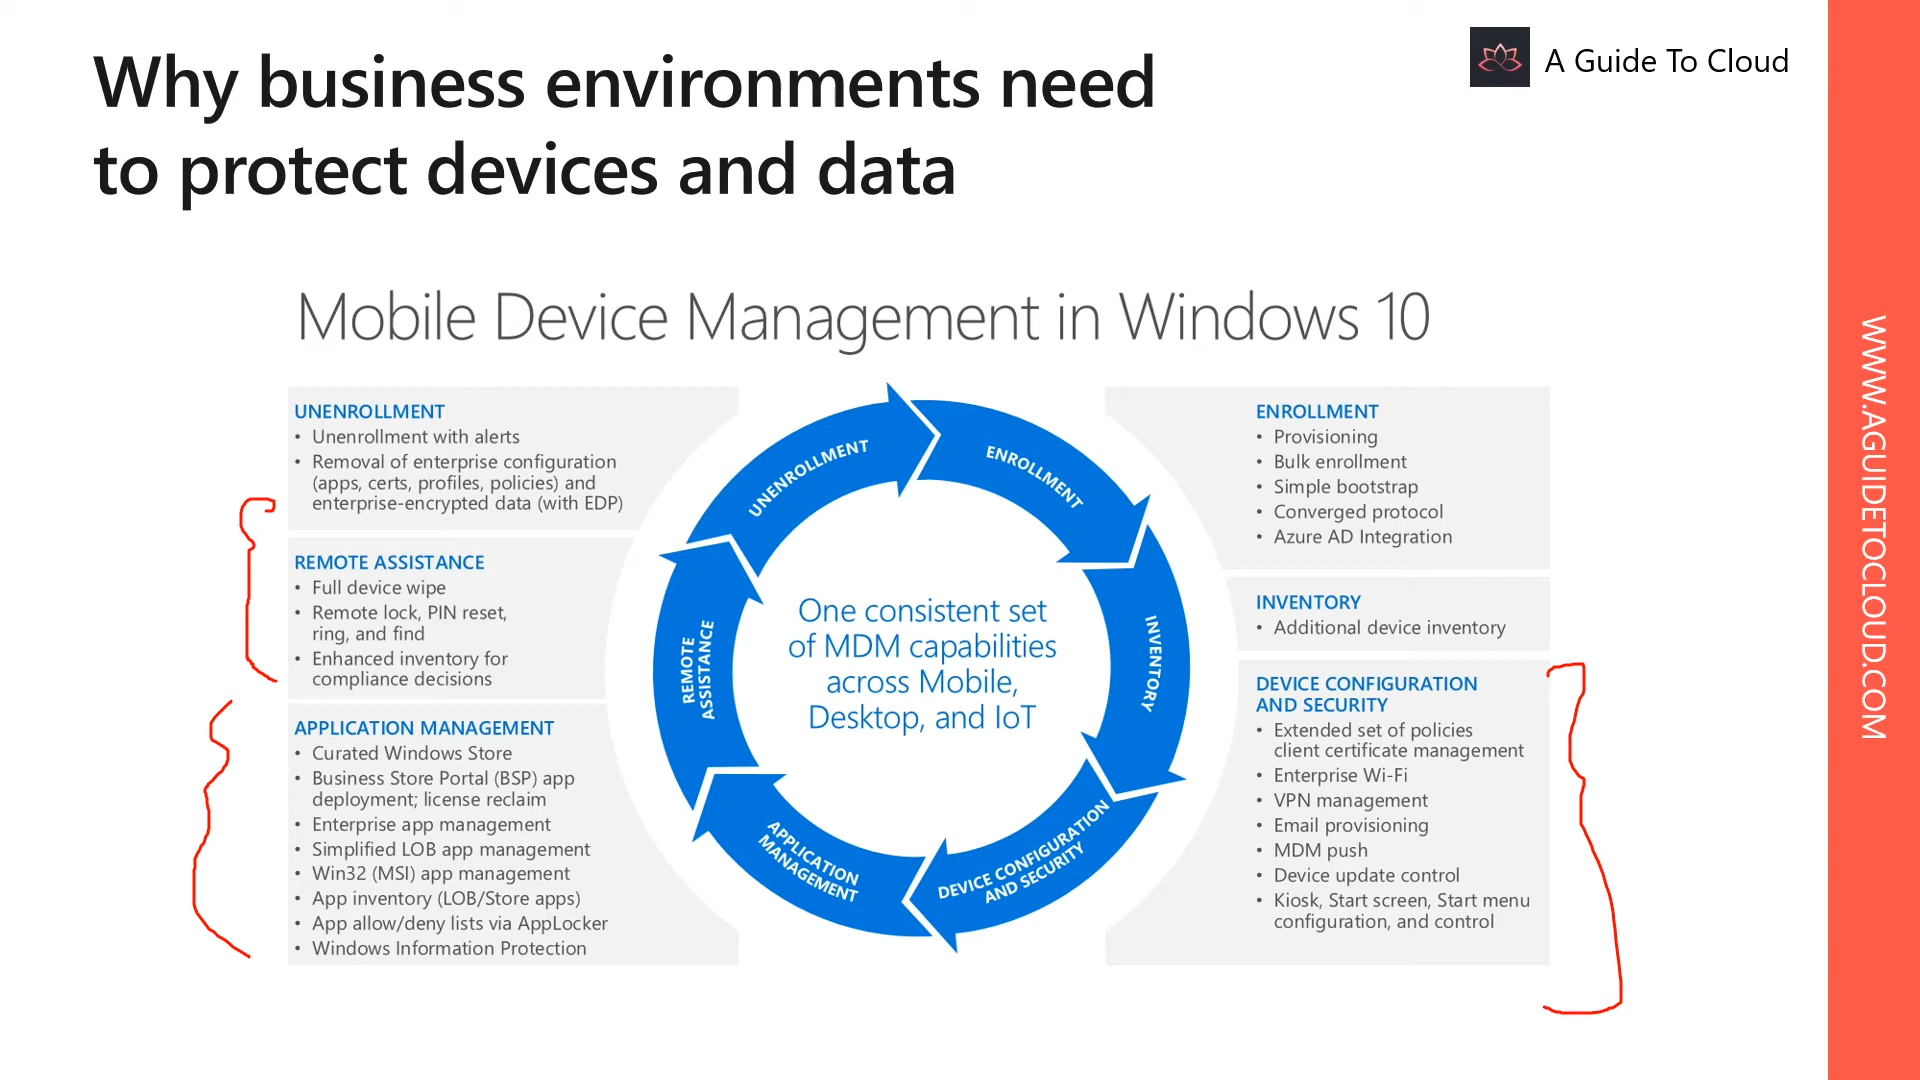 Why business environments need
to protect devices and data
A Guide To Cloud
WWW.AGUIDETOCLOUD.COM
Mobile Device Management in Windows 10
UNENROLLMENT
• Unenrollment with alerts
• Removal of enterprise configuration
(apps, certs, profiles, policies) and
enterprise-encrypted data (with EDP)
REMOTE ASSISTANCE
• Full device wipe
• Remote lock, PIN reset,
ring, and find
• Enhanced inventory for
compliance decisions
APPLICATION MANAGEMENT
• Curated Windows Store
• Business Store Portal (BSP) app
deployment; license reclaim
• Enterprise app management
• Simplified LOB app management
• Win32 (MSI) app management
• App inventory (LOB/Store apps)
• App allow/deny lists via AppLocker
• Windows Information Protection
UNENROLLMENT
ENROLLMENT
INVENTORY
DEVICE CONFIGURATION
AND SECURITY
APPLICATION
MANAGEMENT
REMOTE
ASSISTANCE
One consistent set
of MDM capabilities
across Mobile,
Desktop, and IoT
ENROLLMENT
• Provisioning
• Bulk enrollment
• Simple bootstrap
• Converged protocol
• Azure AD Integration
INVENTORY
• Additional device inventory
DEVICE CONFIGURATION
AND SECURITY
• Extended set of policies
client certificate management
• Enterprise Wi-Fi
• VPN management
• Email provisioning
• MDM push
• Device update control
• Kiosk, Start screen, Start menu
configuration, and control